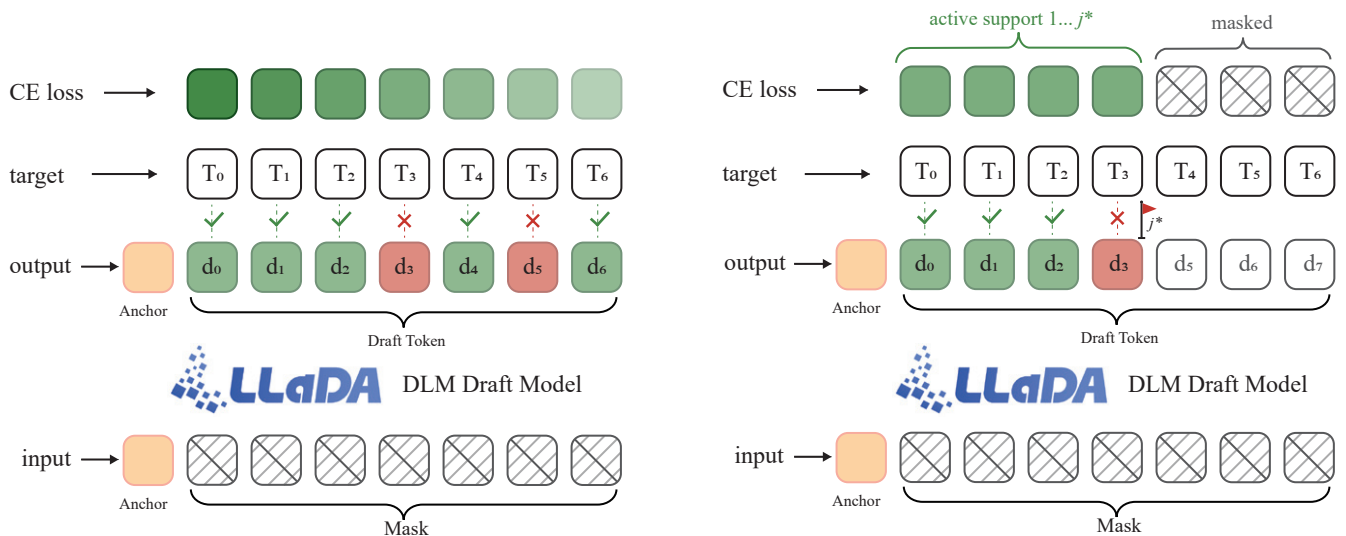 CE loss
target
T₀ T₁ T₂ T₃ T₄ T₅ T₆
output
d₀ d₁ d₂ d₃ d₄ d₅ d₆
Anchor
Draft Token
LLaDA DLM Draft Model
input
Anchor
Mask
active support 1... j*
masked
CE loss
target
T₀ T₁ T₂ T₃ T₄ T₅ T₆
j*
output
d₀ d₁ d₂ d₃ d₅ d₆ d₇
Anchor
Draft Token
LLaDA DLM Draft Model
input
Anchor
Mask